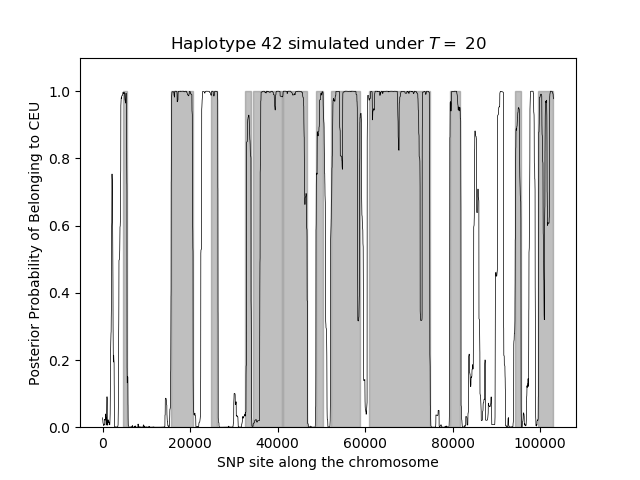 Haplotype 42 simulated under T = 20
Posterior Probability of Belonging to CEU
1.0
0.8
0.6
0.4
0.2
0.0
0 20000 40000 60000 80000 100000
SNP site along the chromosome